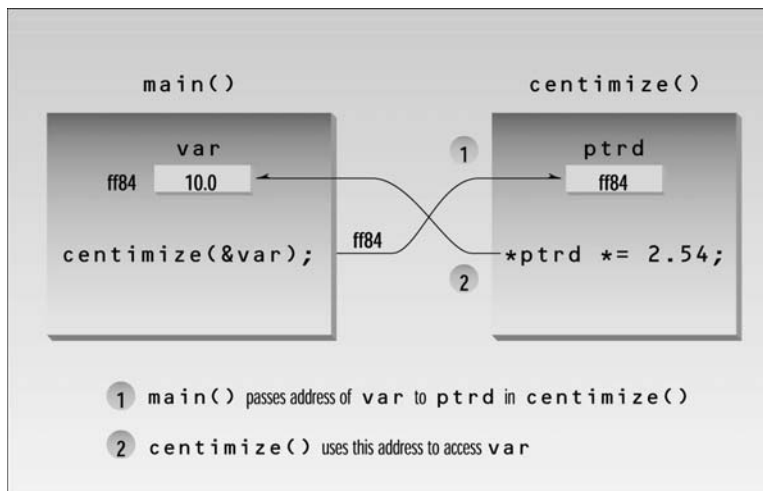 main()
centimize()
var
1
ptrd
ff84
10.0
ff84
centimize(&var);
ff84
*ptrd *= 2.54;
2
1 main() passes address of var to ptrd in centimize()
2 centimize() uses this address to access var